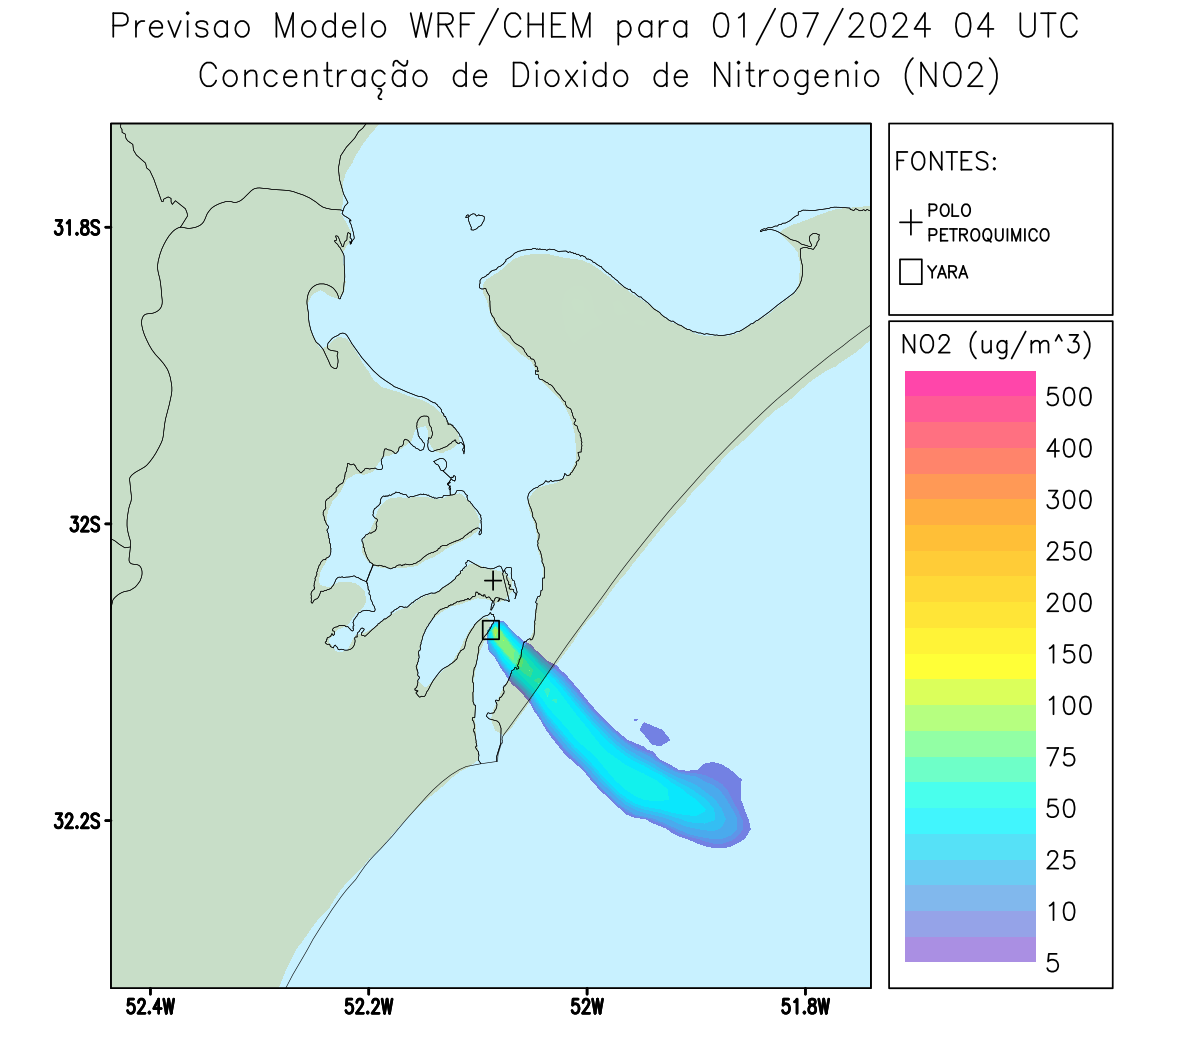 Previsao Modelo WRF/CHEM para 01/07/2024 04 UTC
Concentração de Dioxido de Nitrogenio (NO2)
31.8S
32S
32.2S
52.4W
52.2W
52W
51.8W
FONTES:
POLO
PETROQUIMICO
YARA
NO2 (ug/m^3)
500
400
300
250
200
150
100
75
50
25
10
5